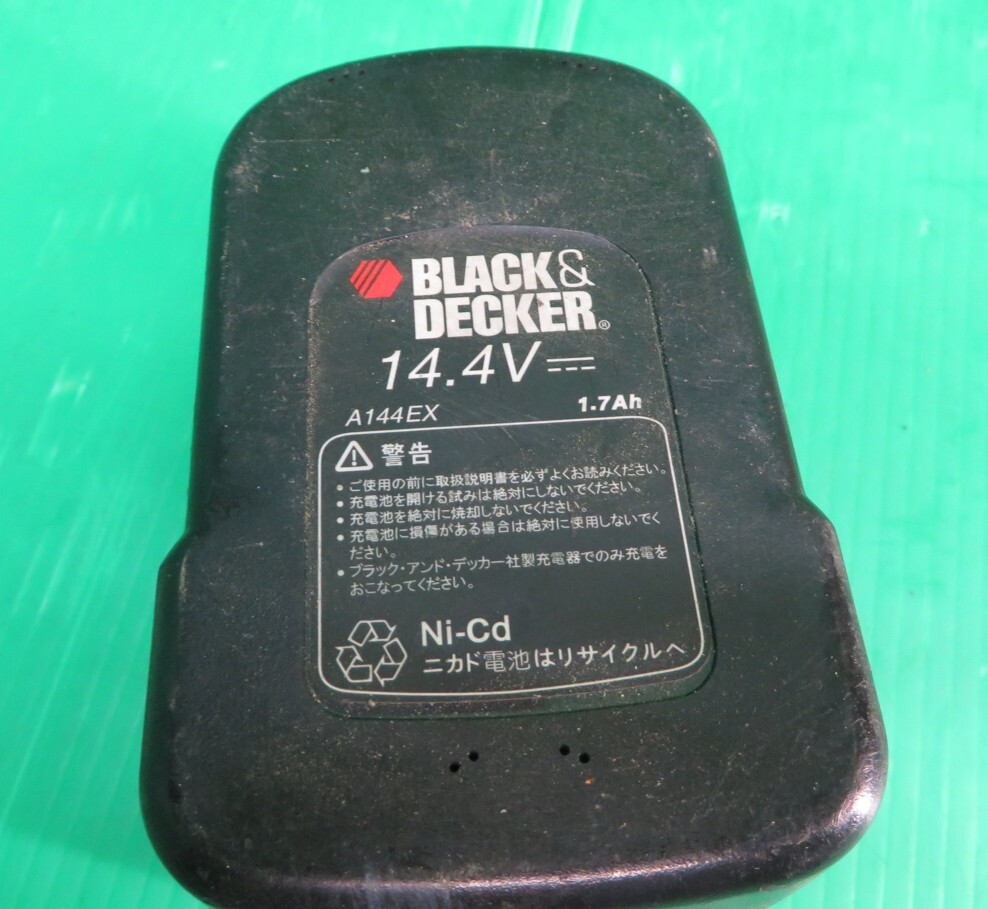 BLACK&
DECKER®
14.4V
A144EX 1.7Ah
警告
• ご使用の前に取扱説明書を必ずよくお読みください。
• 充電池を開ける試みは絶対にしないでください。
• 充電池を絶対に焼却しないでください。
• 充電池に損傷がある場合は絶対に使用しないでく
ださい。
• ブラック・アンド・デッカー社製充電器でのみ充電を
おこなってください。
Ni-Cd
ニカド電池はリサイクルへ